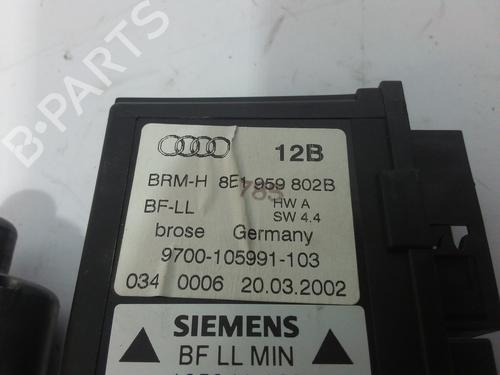 B-PARTS
12B
BRM-H 8E1 959 802B
785
BF-LL HW A
SW 4.4
brose Germany
9700-105991-103
034 0006 20.03.2002
SIEMENS
BF LL MIN